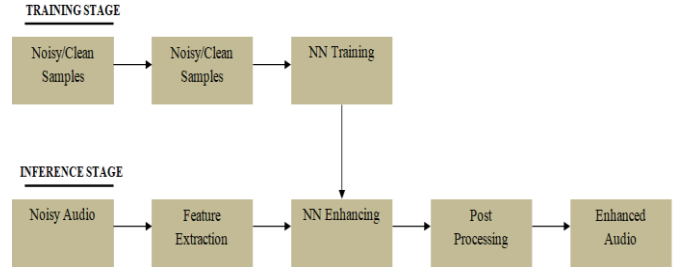 TRAINING STAGE
Noisy/Clean
Samples
Noisy/Clean
Samples
NN Training
INFERENCE STAGE
Noisy Audio
Feature
Extraction
NN Enhancing
Post
Processing
Enhanced
Audio